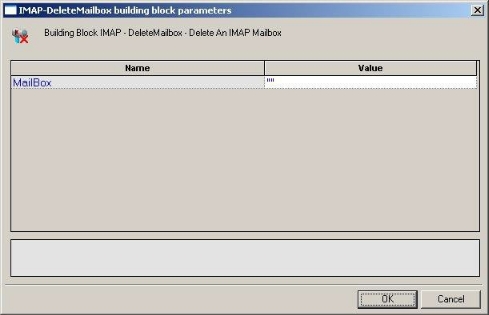 IMAP-DeleteMailbox building block parameters
Building Block IMAP - DeleteMailbox - Delete An IMAP Mailbox
Name Value
MailBox ""
OK Cancel